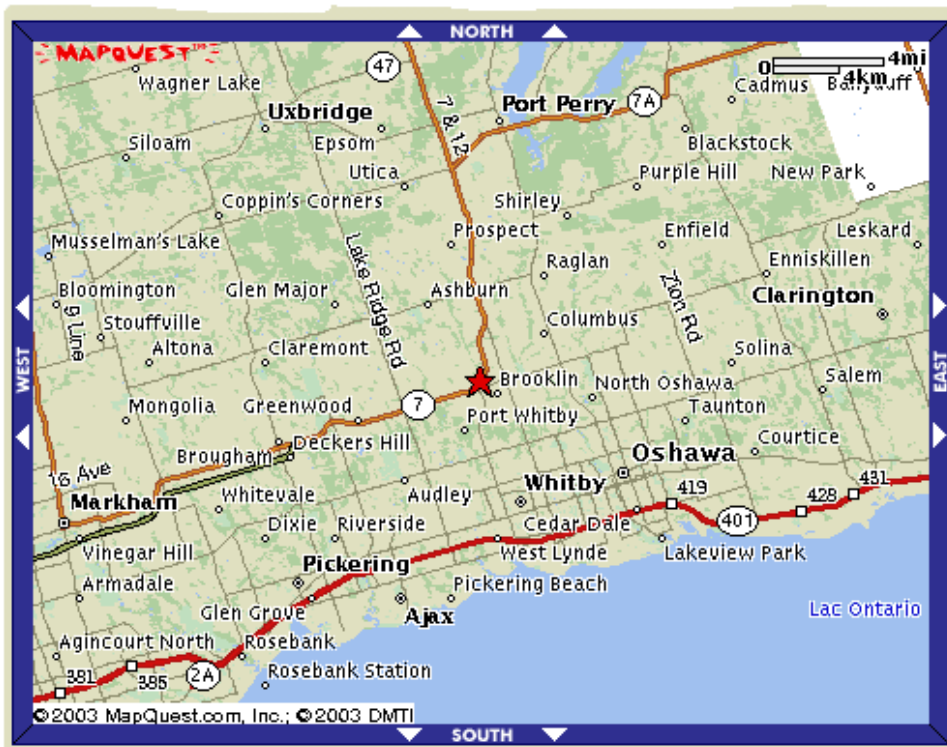 NORTH
MAPQUEST
TM
0 4mi
4km
47
Wagner Lake
Cadmus
Ballyduff
Uxbridge
Port Perry
7A
7 & 12
Siloam
Epsom
Blackstock
Utica
Purple Hill
New Park
Coppin's Corners
Shirley
Musselman's Lake
Lake Ridge Rd
Prospect
Enfield
Leskard
Raglan
Zion Rd
Enniskillen
Bloomington
Glen Major
Ashburn
Clarington
g Line
Stouffville
Columbus
WEST
EAST
Altona
Claremont
Solina
Brooklin
North Oshawa
Salem
Mongolia
Greenwood
7
Port Whitby
Taunton
Brougham
Deckers Hill
Courtice
16 Ave
Oshawa
Markham
Whitevale
Audley
Whitby
419
428
431
Dixie
Riverside
Cedar Dale
401
Vinegar Hill
West Lynde
Lakeview Park
Pickering
Armadale
Pickering Beach
Glen Grove
Ajax
Lac Ontario
Agincourt North
Rosebank
381
385
2A
Rosebank Station
©2003 MapQuest.com, Inc.; ©2003 DMTI
SOUTH